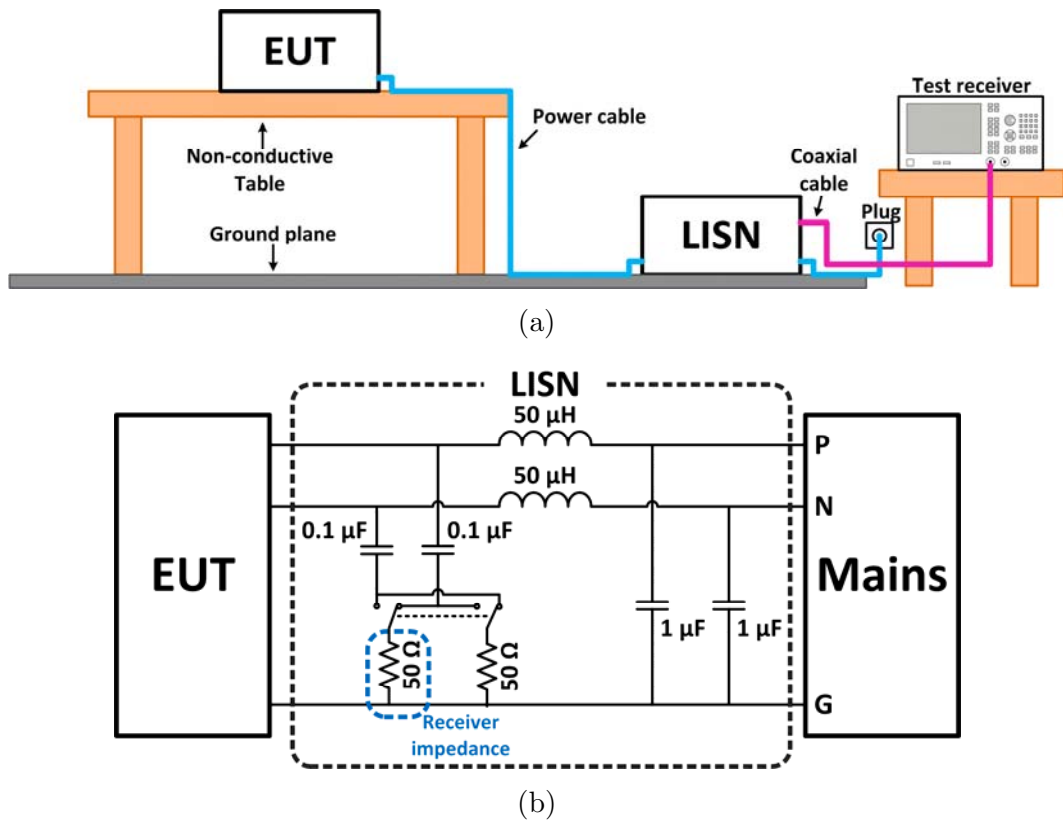 EUT
Test receiver
Power cable
Non-conductive
Table
Coaxial
cable
Plug
Ground plane
LISN
(a)
LISN
50 µH
P
50 µH
N
0.1 µF
0.1 µF
EUT
Mains
1 µF
1 µF
50 Ω
50 Ω
G
Receiver
impedance
(b)